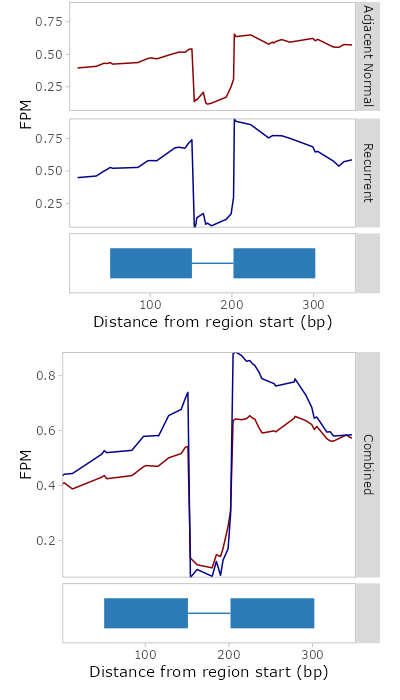 0.75
0.50
0.25
Adjacent Normal
FPM
0.75
0.50
0.25
Recurrent
100
200
300
Distance from region start (bp)
0.8
0.6
0.4
0.2
FPM
Combined
100
200
300
Distance from region start (bp)